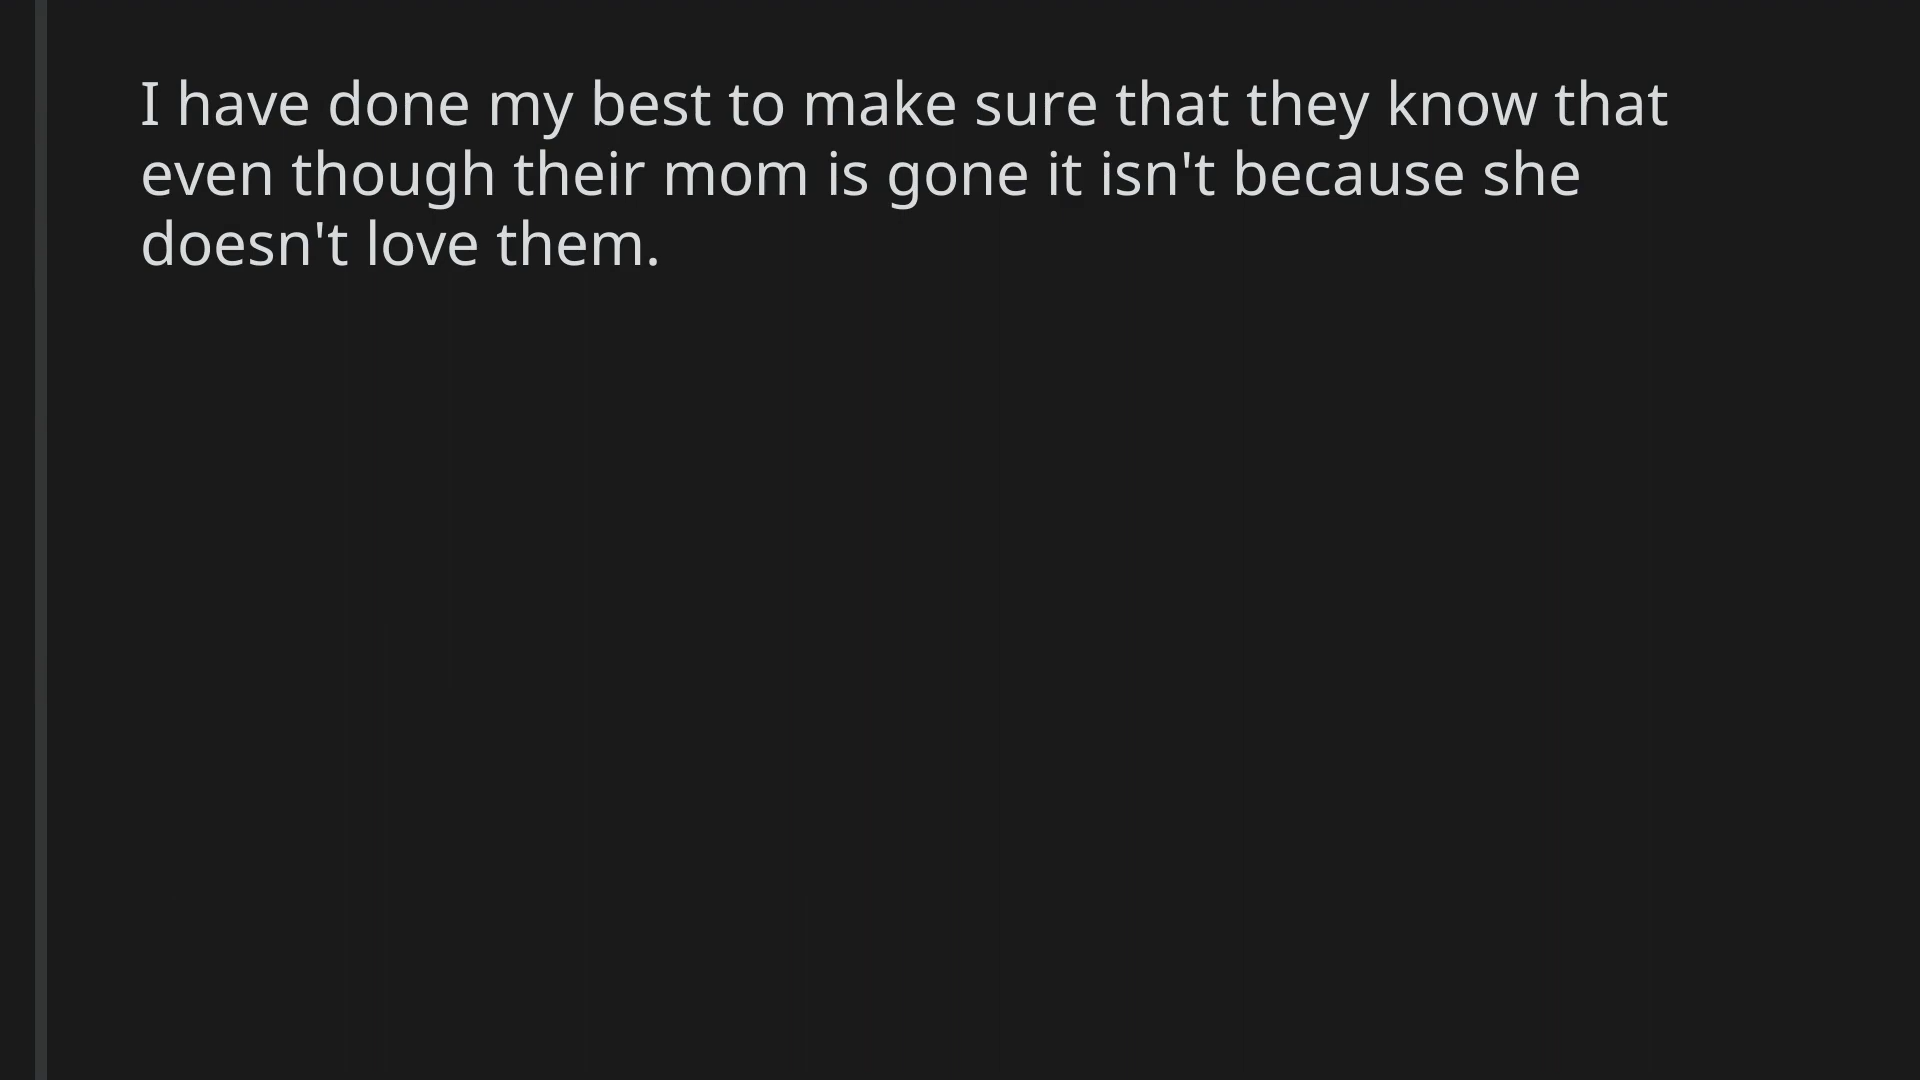 I have done my best to make sure that they know that
even though their mom is gone it isn't because she
doesn't love them.